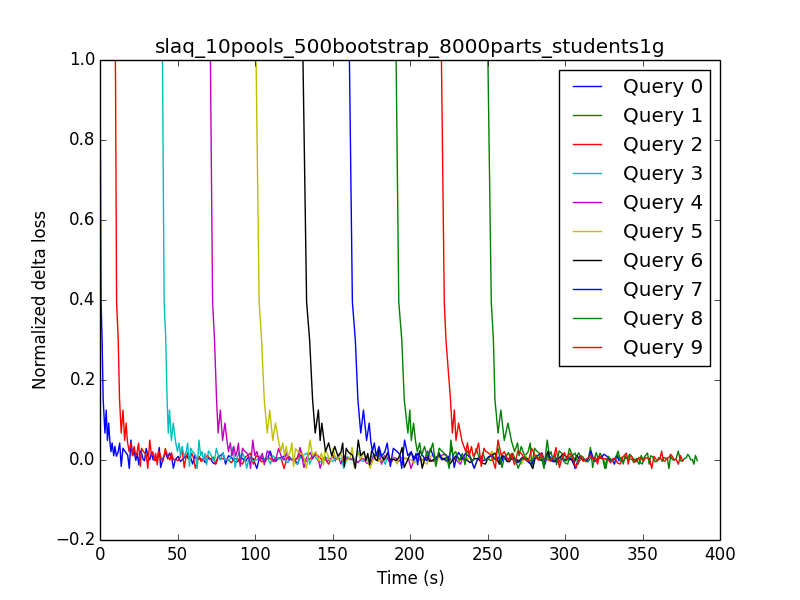 slaq_10pools_500bootstrap_8000parts_students1g
1.0
0.8
0.6
0.4
0.2
0.0
−0.2
Normalized delta loss
Query 0
Query 1
Query 2
Query 3
Query 4
Query 5
Query 6
Query 7
Query 8
Query 9
0 50 100 150 200 250 300 350 400
Time (s)